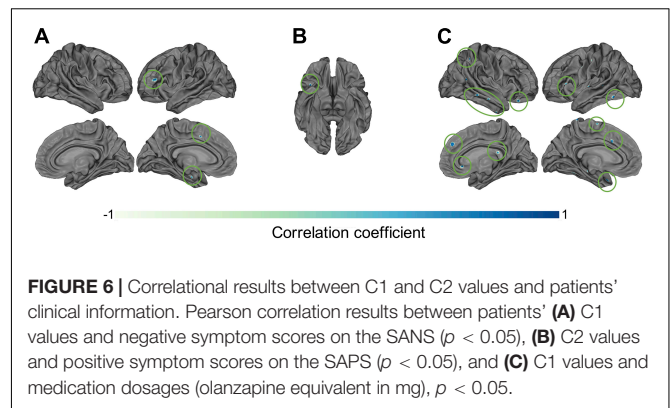 A B C
-1 1
Correlation coefficient
FIGURE 6 | Correlational results between C1 and C2 values and patients'
clinical information. Pearson correlation results between patients' (A) C1
values and negative symptom scores on the SANS (p < 0.05), (B) C2 values
and positive symptom scores on the SAPS (p < 0.05), and (C) C1 values and
medication dosages (olanzapine equivalent in mg), p < 0.05.